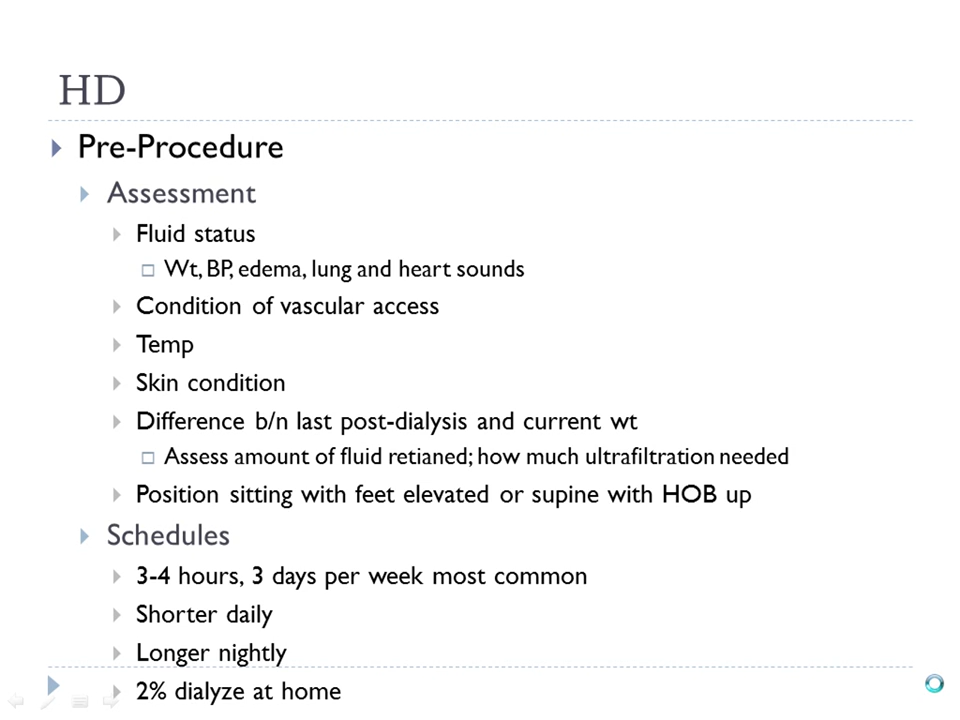 HD
Pre-Procedure
Assessment
Fluid status
Wt, BP, edema, lung and heart sounds
Condition of vascular access
Temp
Skin condition
Difference b/n last post-dialysis and current wt
Assess amount of fluid retianed; how much ultrafiltration needed
Position sitting with feet elevated or supine with HOB up
Schedules
3-4 hours, 3 days per week most common
Shorter daily
Longer nightly
2% dialyze at home